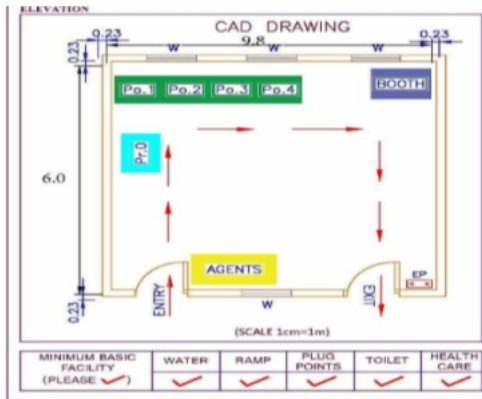 ELEVATION
CAD DRAWING
0.23
9.8
0.23
0.23
W
W
W
Po.1
Po.2
Po.3
Po.4
BOOTH
Pr.0
6.0
AGENTS
EP
ENTRY
EXIT
0.23
W
(SCALE 1cm=1m)
MINIMUM BASIC
FACILITY
(PLEASE ✓)
WATER
RAMP
PLUG
POINTS
TOILET
HEALTH
CARE